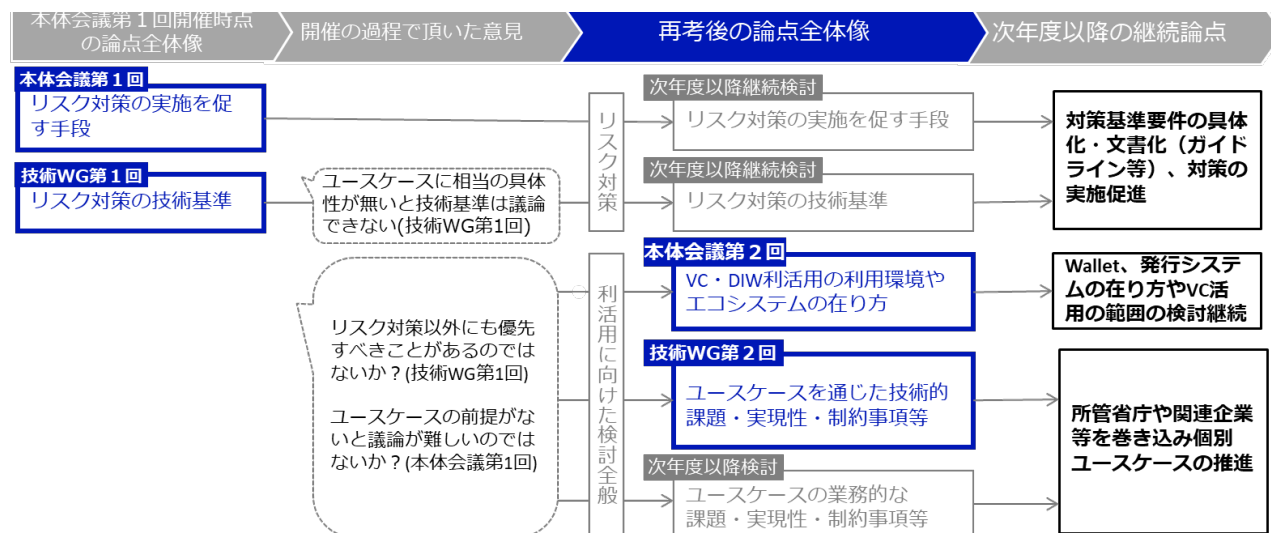 本体会議第１回開催時点
の論点全体像
開催の過程で頂いた意見
再考後の論点全体像
次年度以降の継続論点
本体会議第１回
リスク対策の実施を促
す手段
技術WG第1回
リスク対策の技術基準
ユースケースに相当の具体
性が無いと技術基準は議論
できない(技術WG第1回)
リスク対策以外にも優先
すべきことがあるのでは
ないか？(技術WG第1回)
ユースケースの前提がな
いと議論が難しいのでは
ないか？(本体会議第1回)
リスク対策
利活用に向けた検討全般
次年度以降継続検討
リスク対策の実施を促す手段
次年度以降継続検討
リスク対策の技術基準
本体会議第２回
VC・DIW利活用の利用環境や
エコシステムの在り方
技術WG第２回
ユースケースを通じた技術的
課題・実現性・制約事項等
次年度以降検討
ユースケースの業務的な
課題・実現性・制約事項等
対策基準要件の具体
化・文書化（ガイド
ライン等）、対策の
実施促進
Wallet、発行システ
ムの在り方やVC活
用の範囲の検討継続
所管省庁や関連企業
等を巻き込み個別
ユースケースの推進